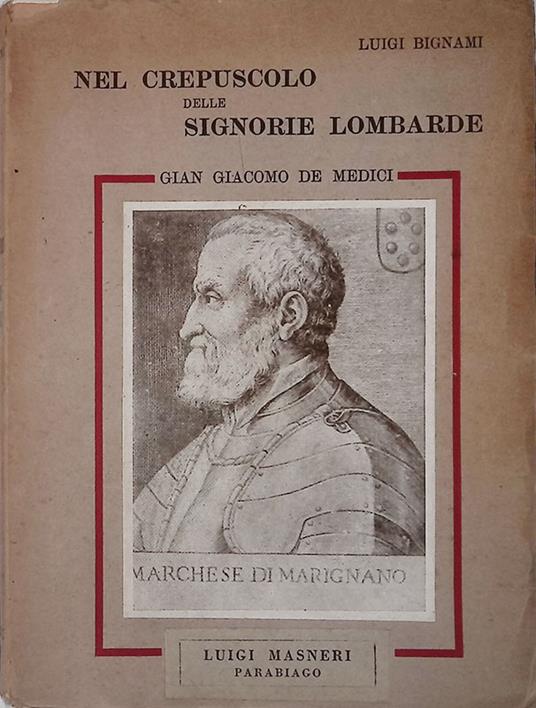 LUIGI BIGNAMI
NEL CREPUSCOLO
DELLE
SIGNORIE LOMBARDE
GIAN GIACOMO DE MEDICI
MARCHESE DI MARIGNANO
LUIGI MASNERI
PARABIAGO